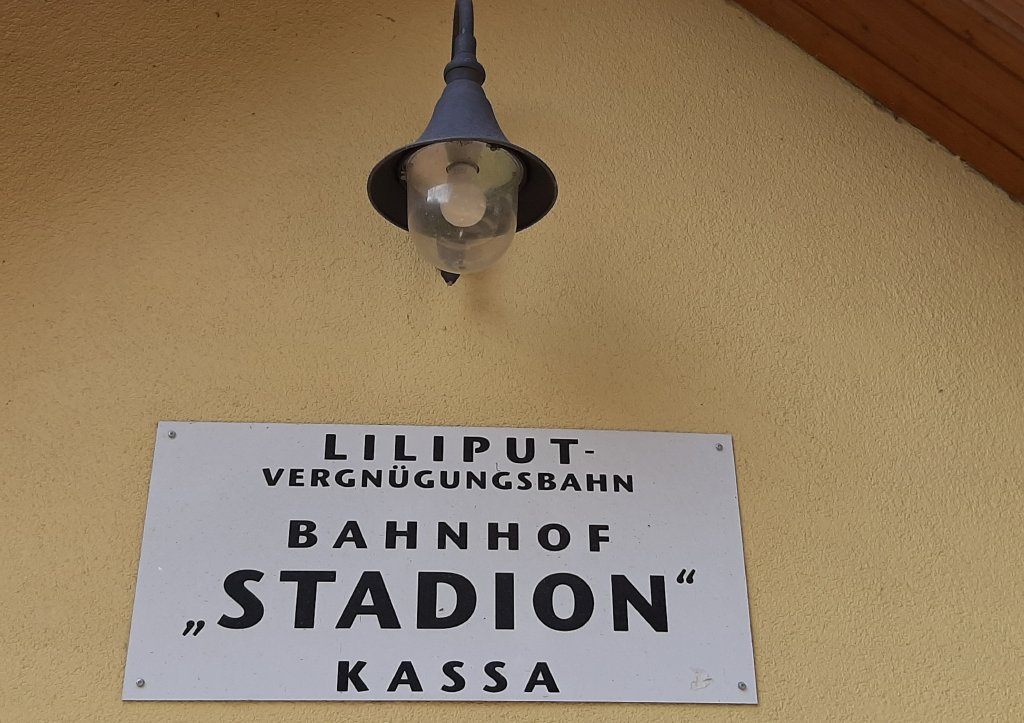 LILIPUT-
VERGNÜGUNGSBAHN
BAHNHOF
„STADION“
KASSA